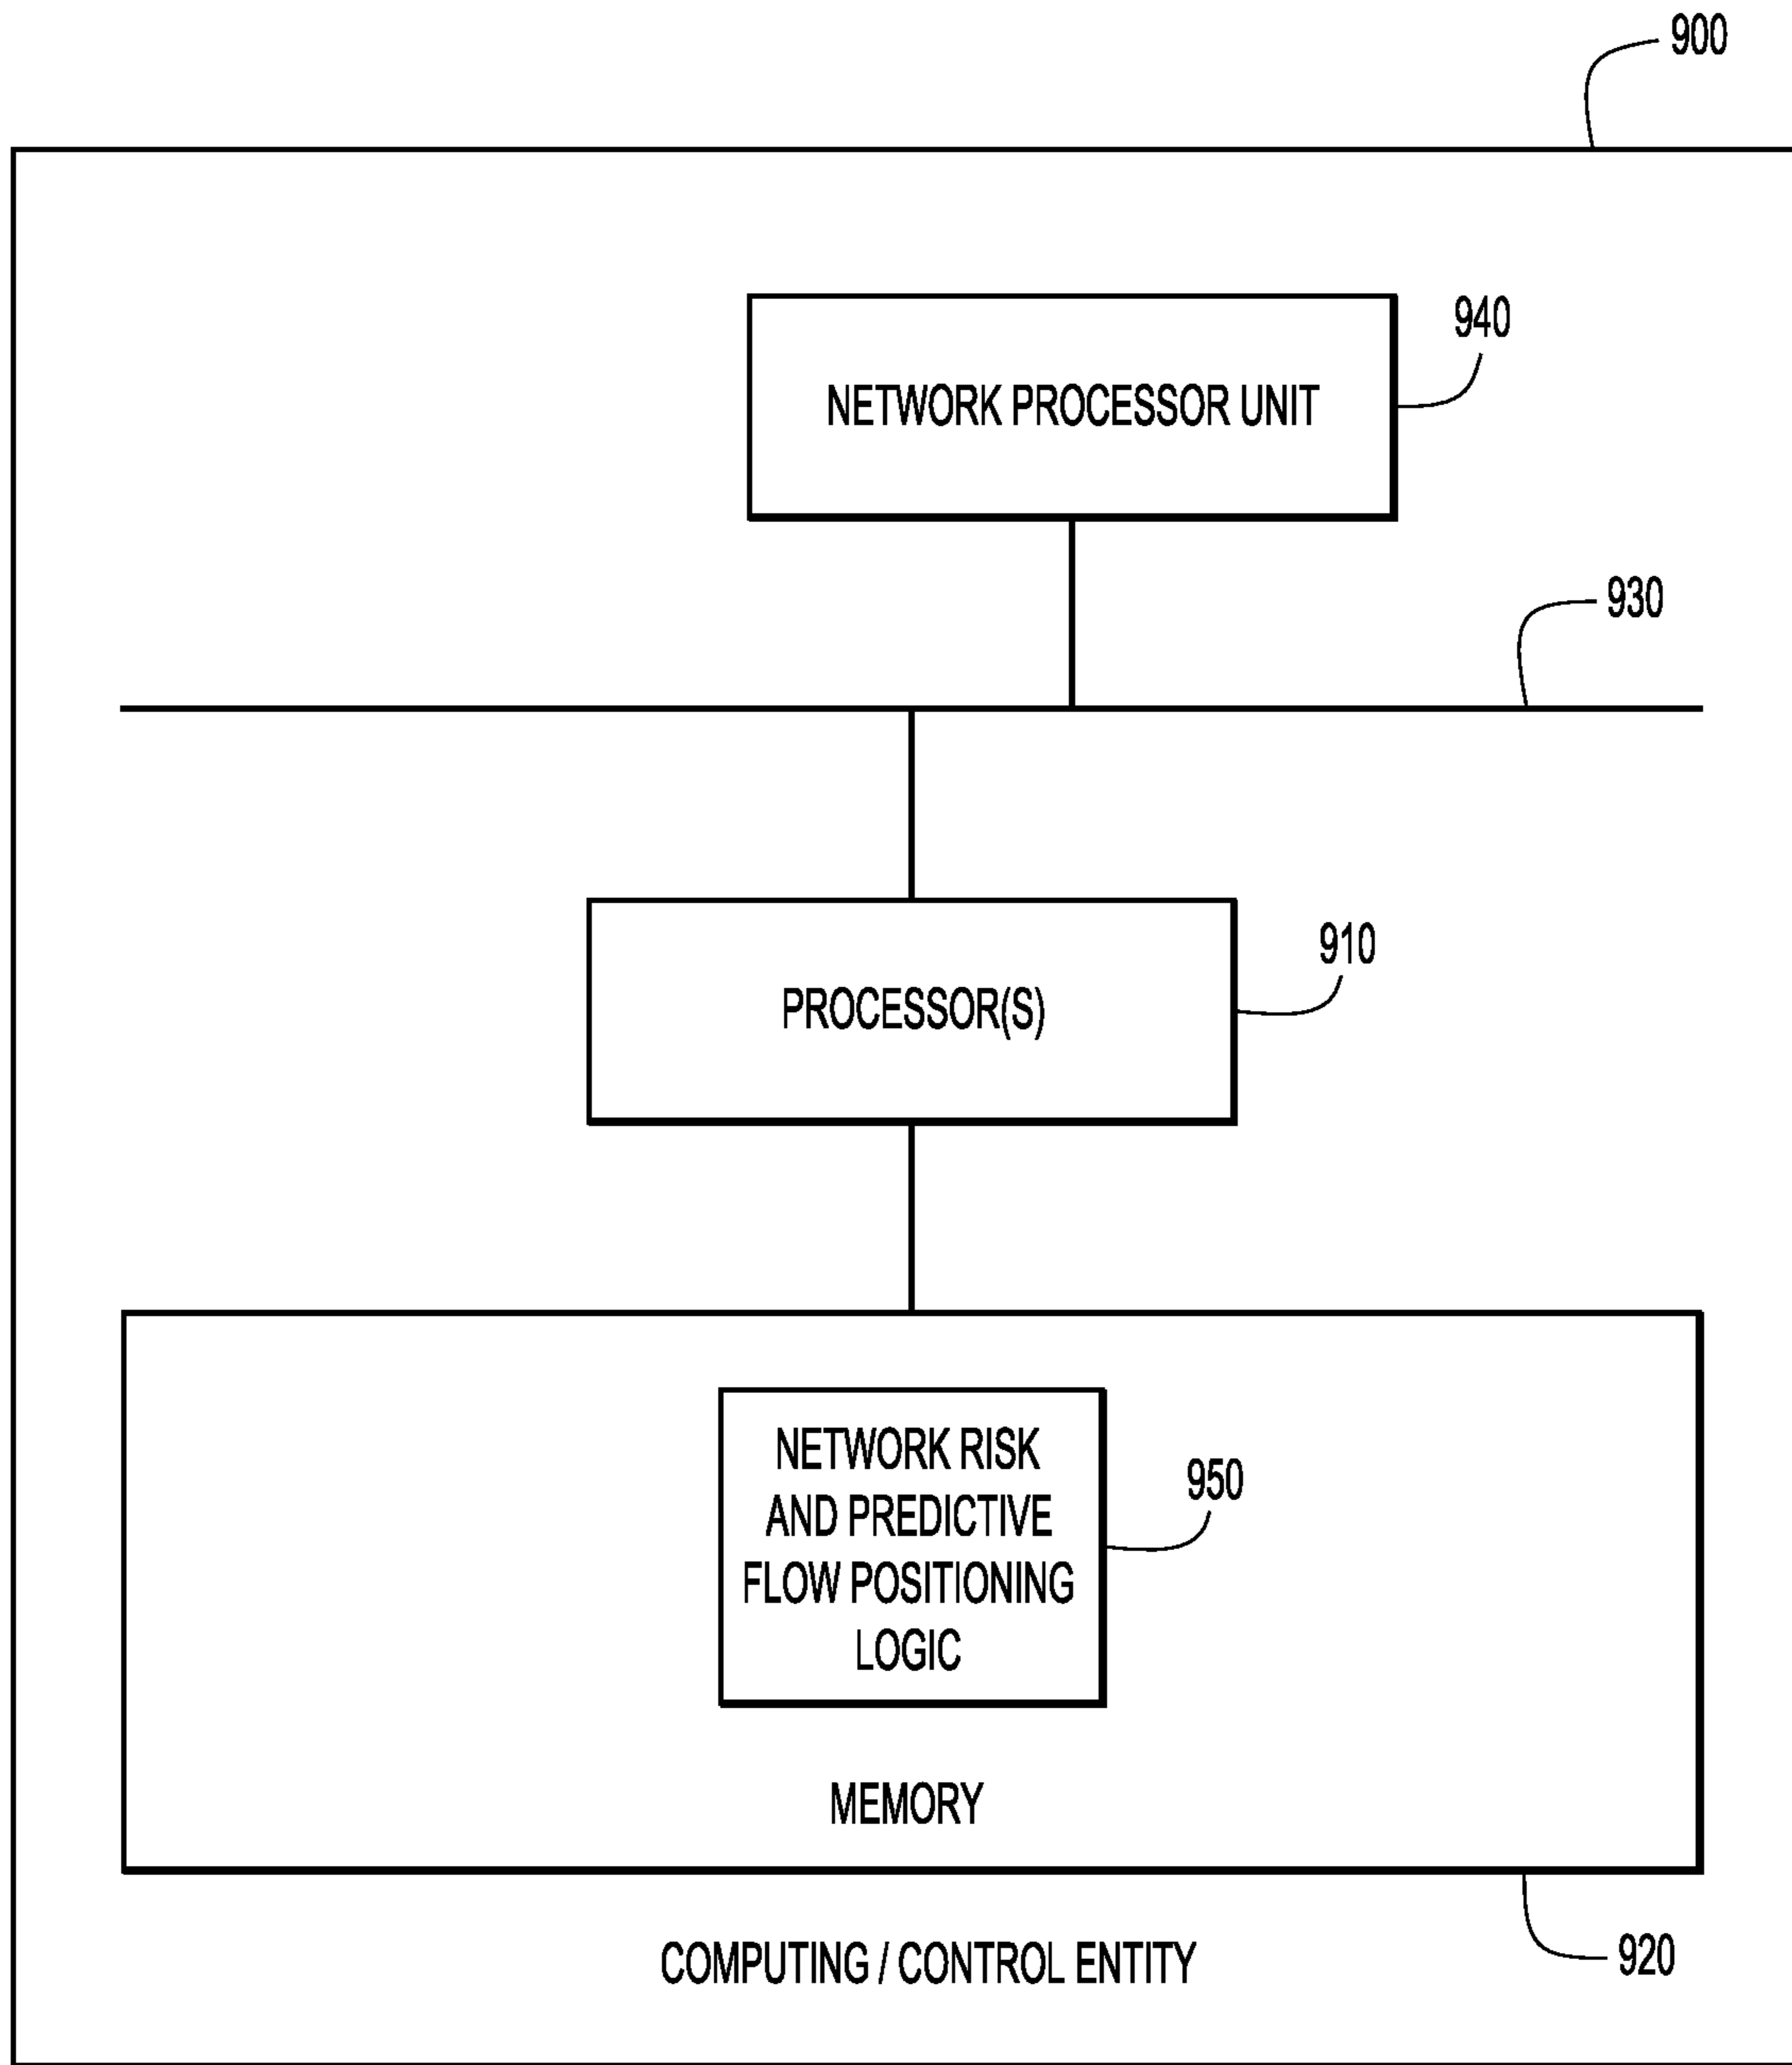 900
940
NETWORK PROCESSOR UNIT
930
910
PROCESSOR(S)
NETWORK RISK
AND PREDICTIVE
FLOW POSITIONING
LOGIC
950
MEMORY
COMPUTING / CONTROL ENTITY
920